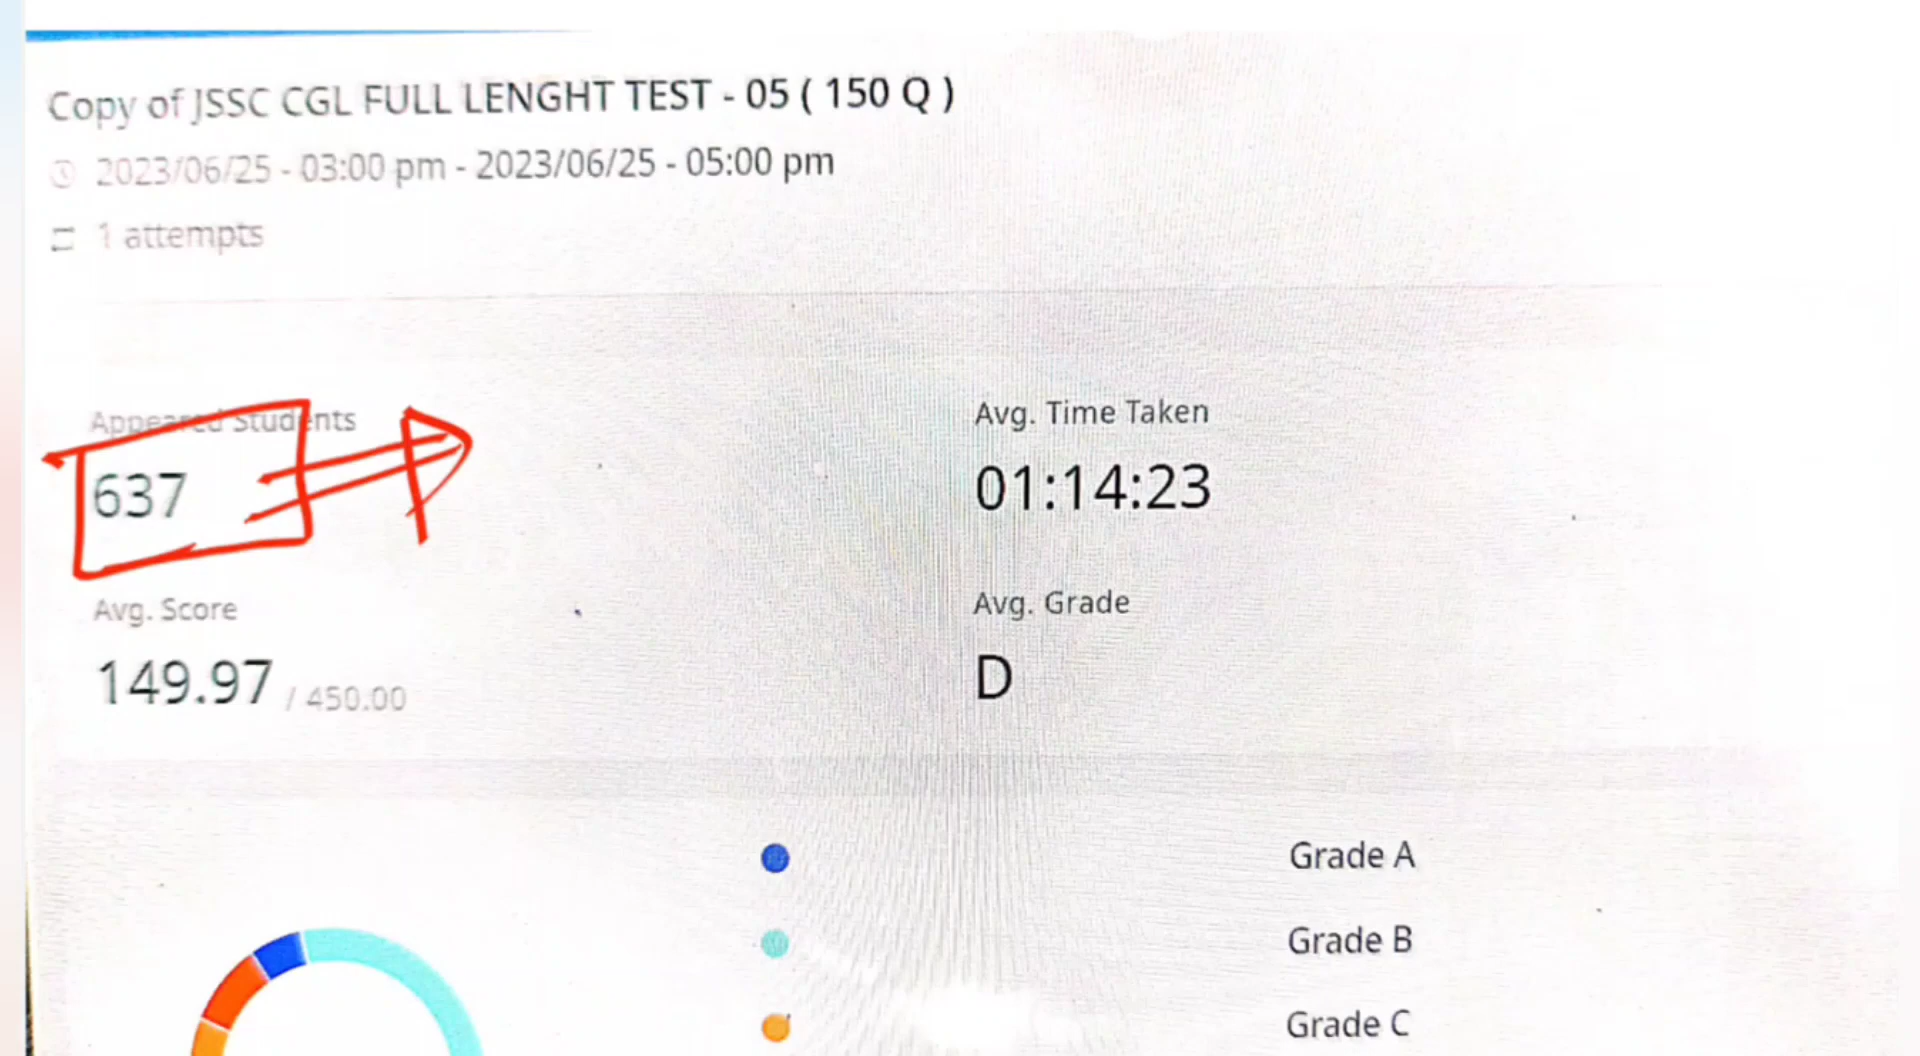 Copy of JSSC CGL FULL LENGHT TEST - 05 ( 150 Q )
2023/06/25 - 03:00 pm - 2023/06/25 - 05:00 pm
1 attempts
Appeared Students
637
Avg. Time Taken
01:14:23
Avg. Score
149.97 / 450.00
Avg. Grade
D
Grade A
Grade B
Grade C